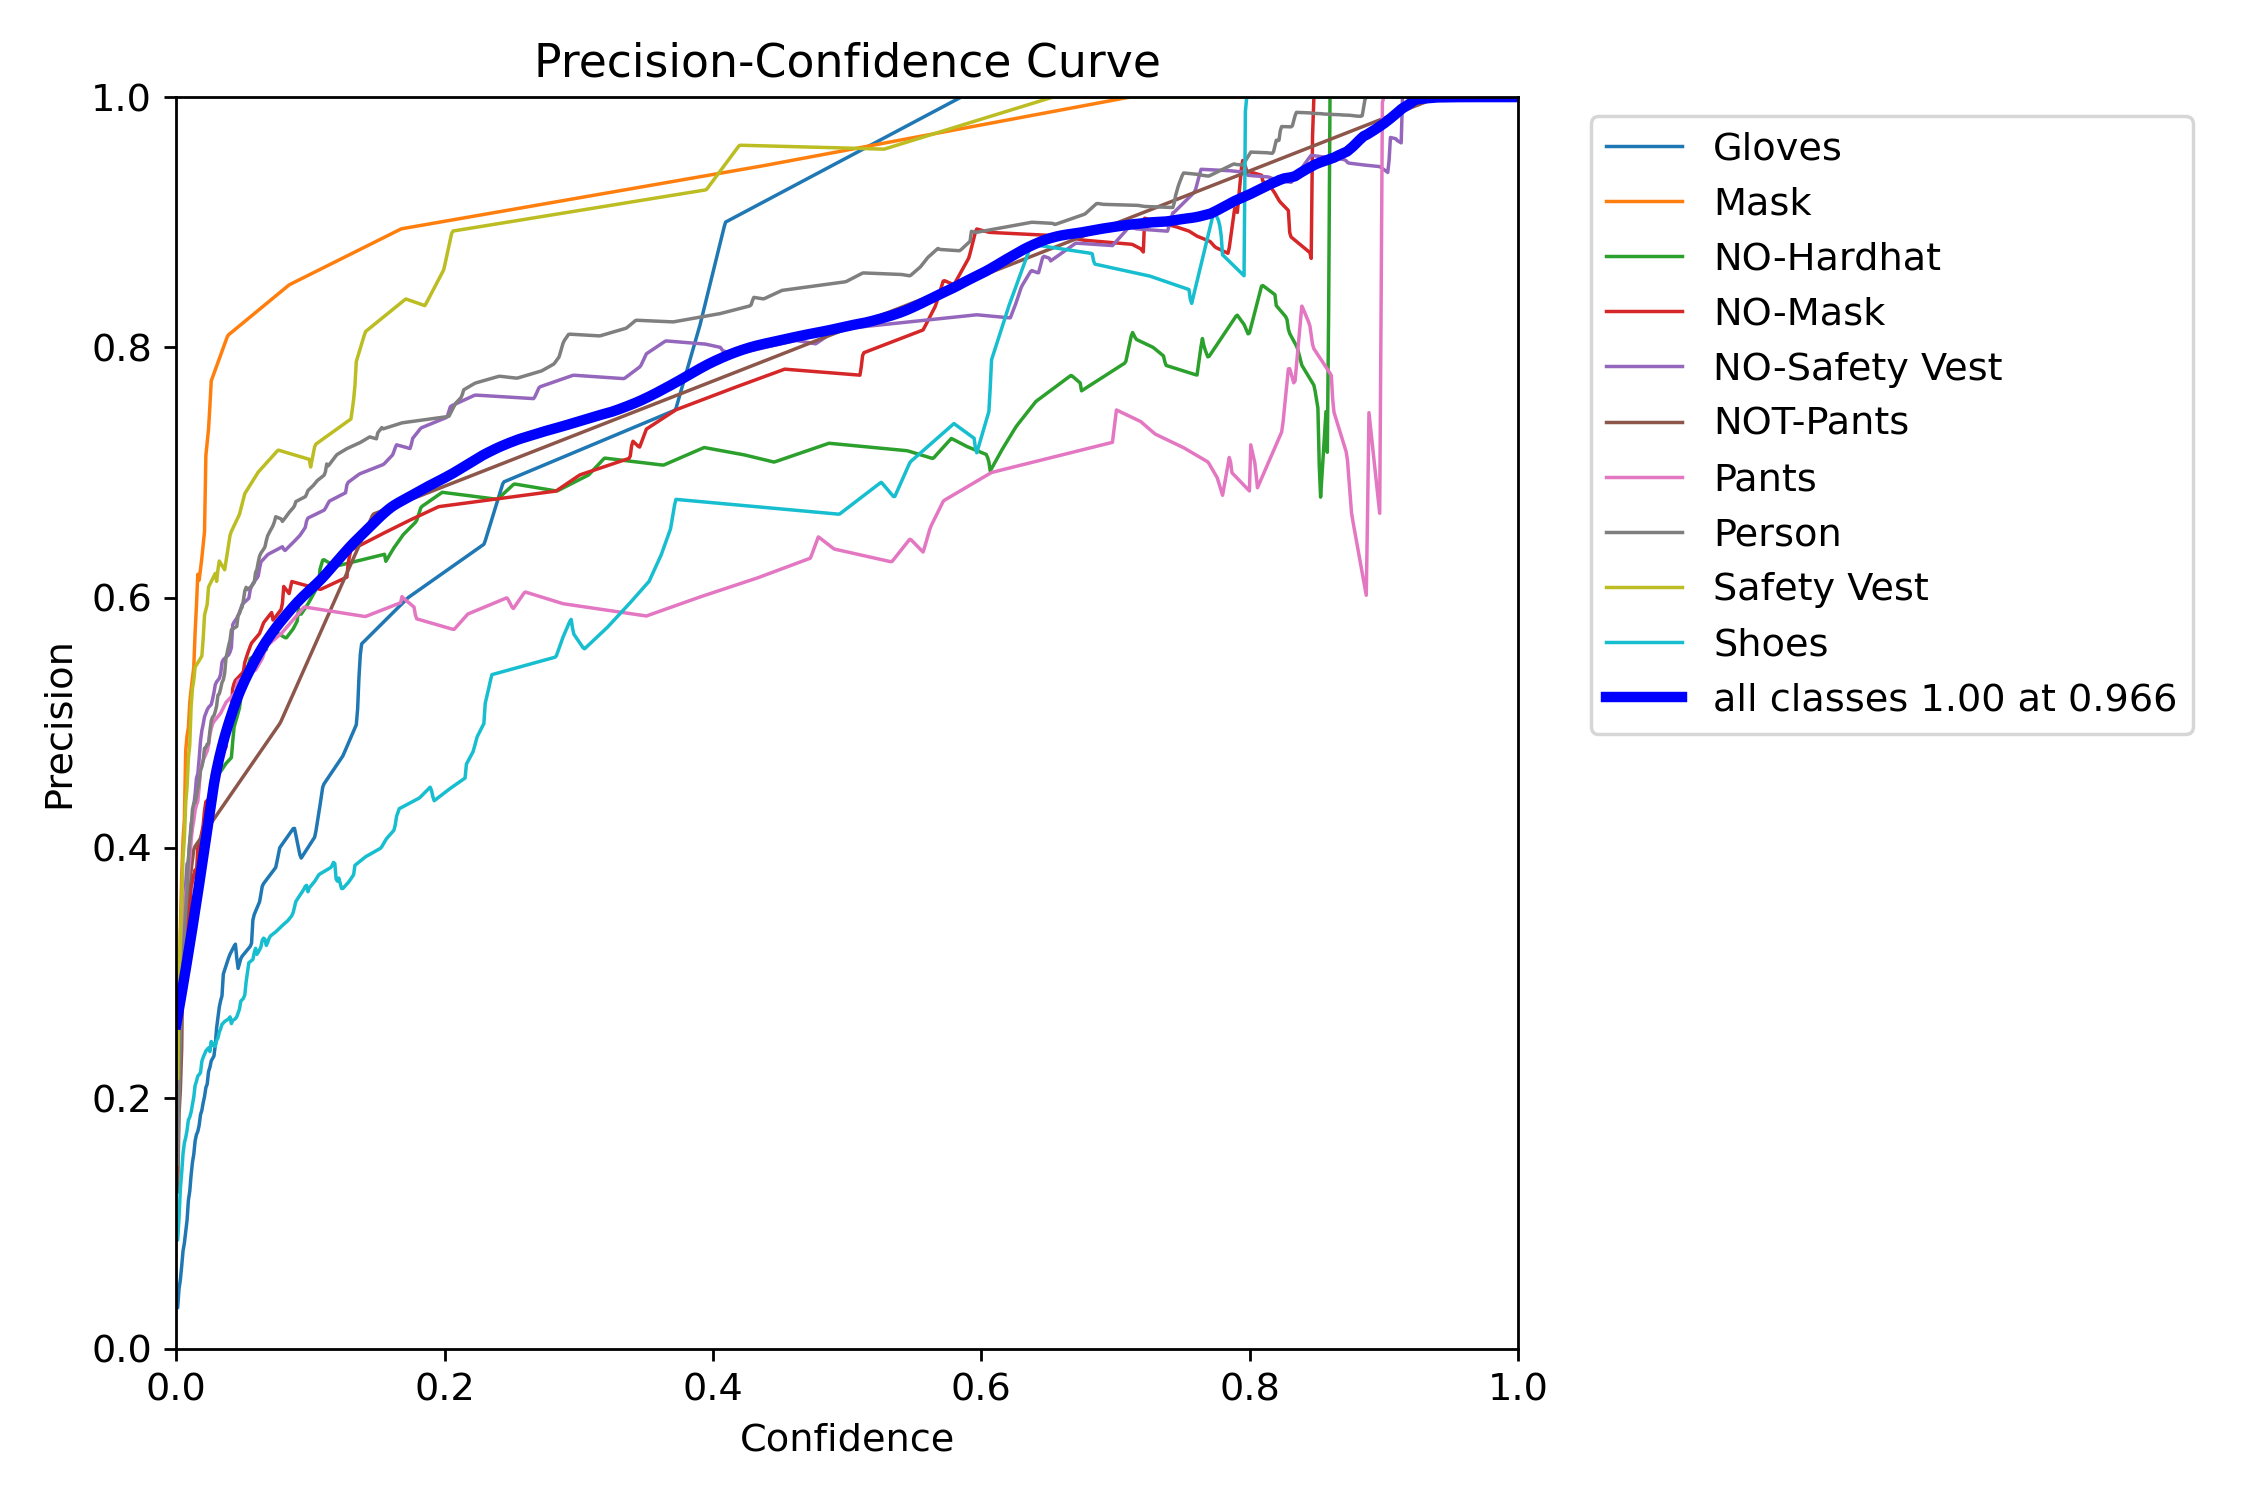 Precision-Confidence Curve
1.0
0.8
0.6
0.4
0.2
0.0
Precision
0.0 0.2 0.4 0.6 0.8 1.0
Confidence
Gloves
Mask
NO-Hardhat
NO-Mask
NO-Safety Vest
NOT-Pants
Pants
Person
Safety Vest
Shoes
all classes 1.00 at 0.966